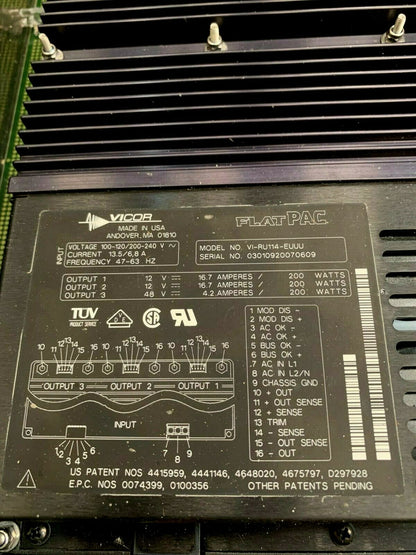 VICOR
MADE IN USA
ANDOVER, MA 01810
FLATPAC
INPUT
VOLTAGE 100-120/200-240 V ~
CURRENT 13.5/6.8 A
FREQUENCY 47-63 HZ
MODEL NO. VI-RU114-EUUU
SERIAL NO. 03010920070609
OUTPUT 1 12 V 16.7 AMPERES / 200 WATTS
OUTPUT 2 12 V 16.7 AMPERES / 200 WATTS
OUTPUT 3 48 V 4.2 AMPERES / 200 WATTS
TUV
PRODUCT SERVICE
1 MOD DIS -
2 MOD DIS +
3 AC OK -
4 AC OK +
5 BUS OK -
6 BUS OK +
7 AC IN L1
8 AC IN L2/N
9 CHASSIS GND
10 + OUT
11 + OUT SENSE
12 + SENSE
13 TRIM
14 - SENSE
15 - OUT SENSE
16 - OUT
13 13 13
12 14 12 14 12 14
16 11 15 10 16 11 15 10 16 11 15 10
OUTPUT 3 OUTPUT 2 OUTPUT 1
INPUT
1 2 3 4 5 6
7 8 9
US PATENT NOS 4415959, 4441146, 4648020, 4675797, D297928
E.P.C. NOS 0074399, 0100356 OTHER PATENTS PENDING